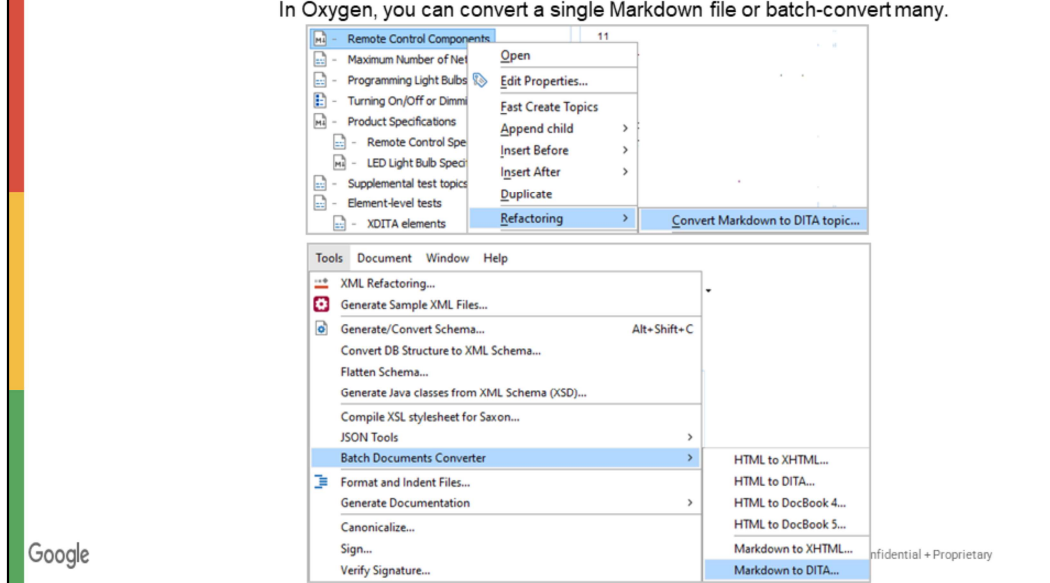 In Oxygen, you can convert a single Markdown file or batch-convert many.
Remote Control Components
11
Maximum Number of Net
Programming Light Bulbs
Turning On/Off or Dimmi
Product Specifications
Remote Control Spe
LED Light Bulb Speci
Supplemental test topics
Element-level tests
XDITA elements
Open
Edit Properties...
Fast Create Topics
Append child
Insert Before
Insert After
Duplicate
Refactoring
Convert Markdown to DITA topic...
Tools Document Window Help
XML Refactoring...
Generate Sample XML Files...
Generate/Convert Schema... Alt+Shift+C
Convert DB Structure to XML Schema...
Flatten Schema...
Generate Java classes from XML Schema (XSD)...
Compile XSL stylesheet for Saxon...
JSON Tools
Batch Documents Converter
Format and Indent Files...
Generate Documentation
Canonicalize...
Sign...
Verify Signature...
HTML to XHTML...
HTML to DITA...
HTML to DocBook 4...
HTML to DocBook 5...
Markdown to XHTML...
Markdown to DITA...
Google
nfidential + Proprietary